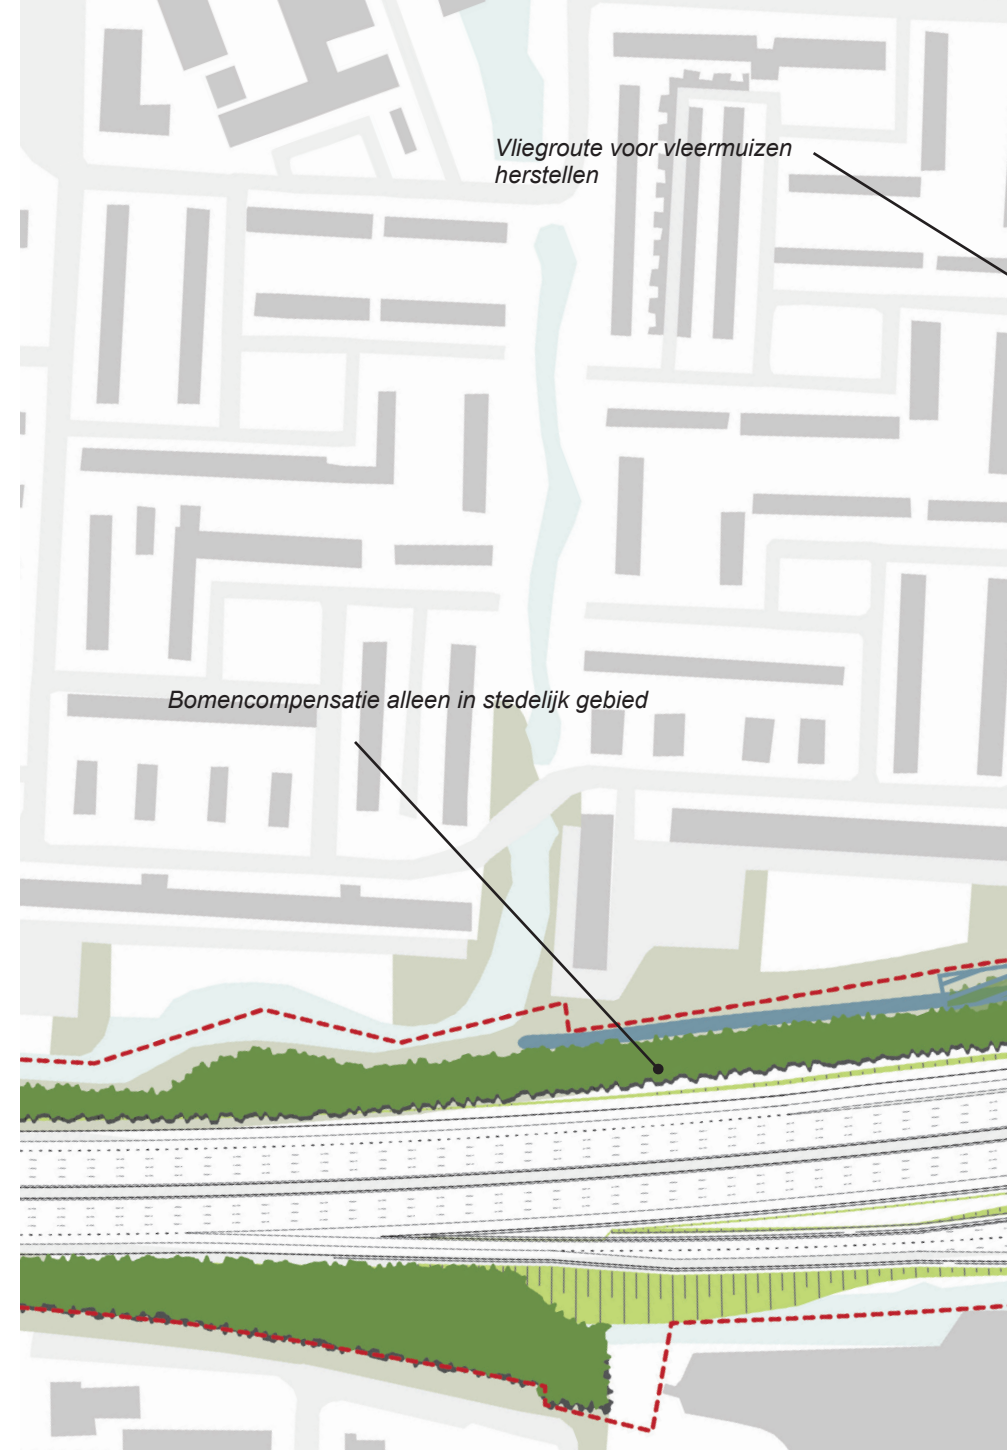 Vliegroute voor vleermuizen
herstellen
Bomencompensatie alleen in stedelijk gebied